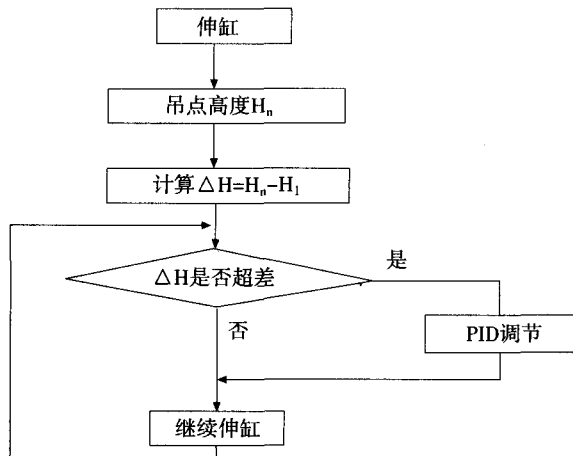 伸缸
吊点高度Hₙ
计算△H=Hₙ-H₁
△H是否超差
是
否
PID调节
继续伸缸